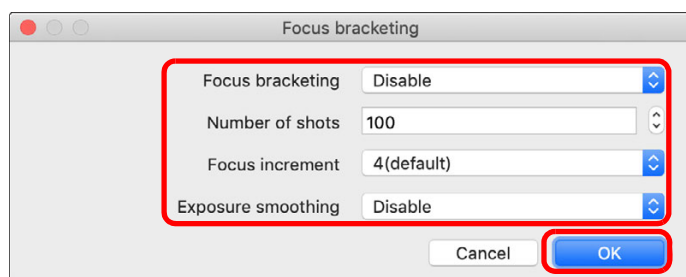 Focus bracketing
Focus bracketing Disable
Number of shots 100
Focus increment 4(default)
Exposure smoothing Disable
Cancel OK